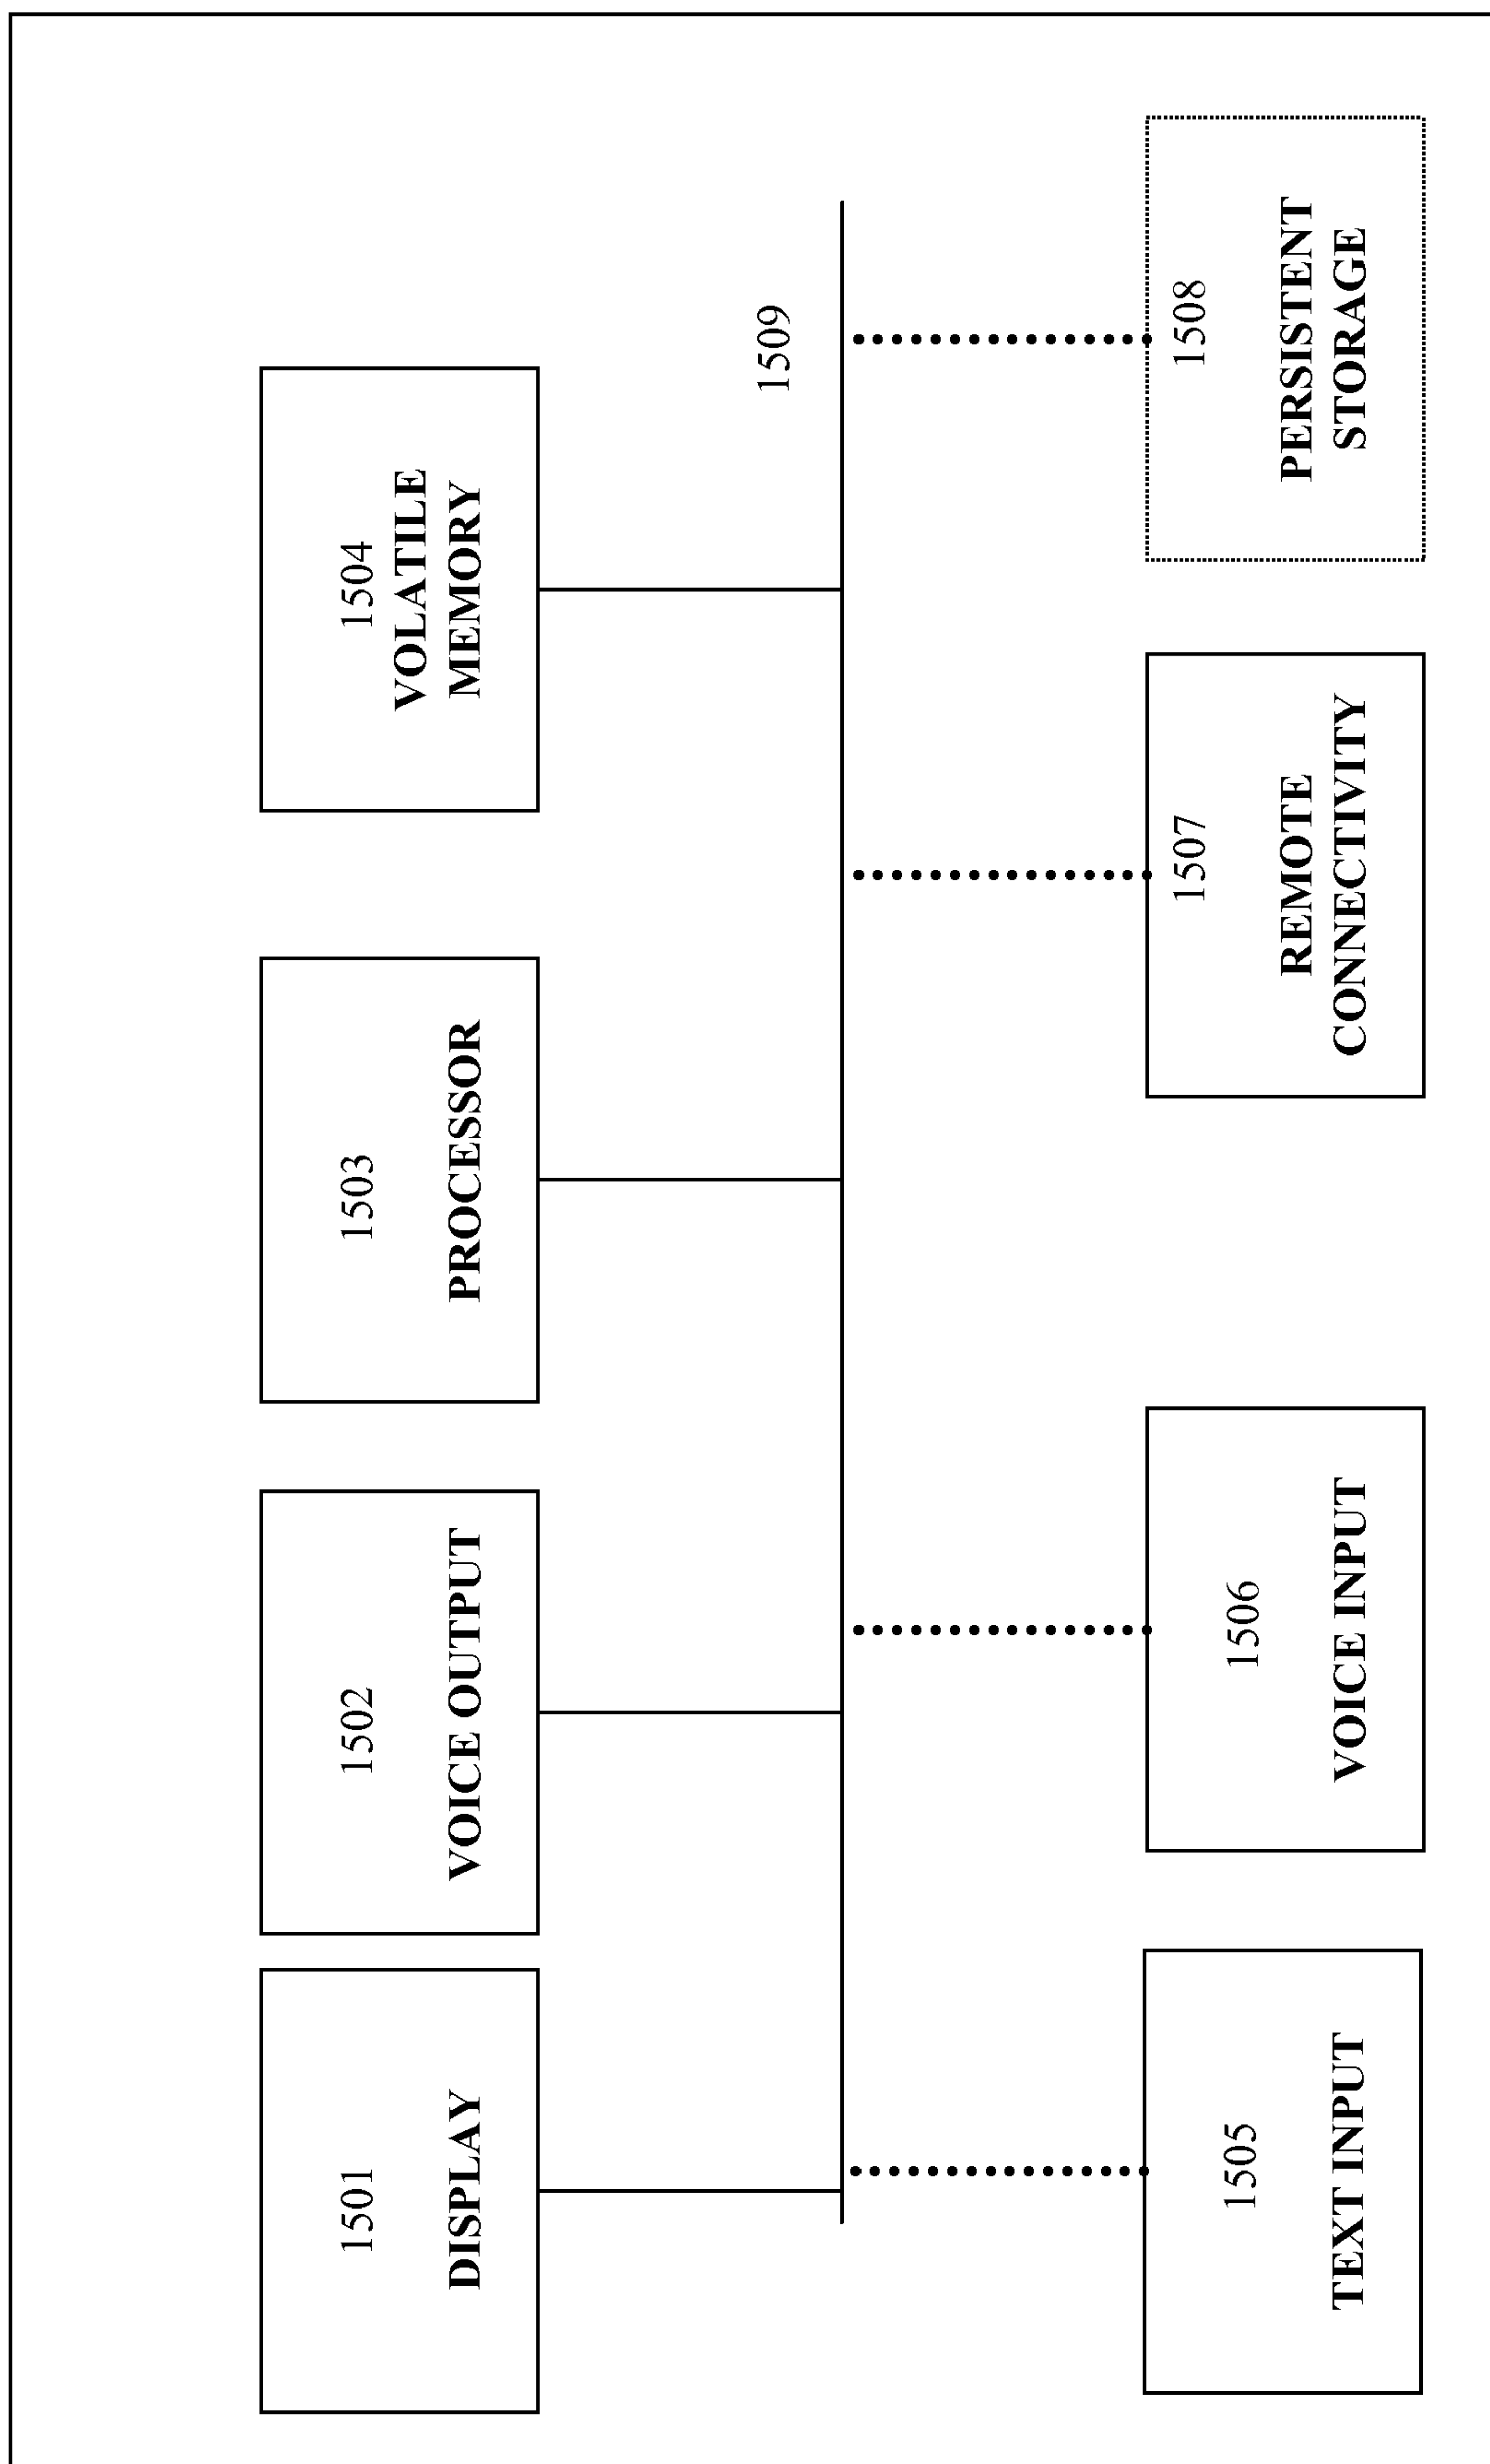 1501
DISPLAY
1502
VOICE OUTPUT
1503
PROCESSOR
1504
VOLATILE
MEMORY
1509
1505
TEXT INPUT
1506
VOICE INPUT
1507
REMOTE
CONNECTIVITY
1508
PERSISTENT
STORAGE